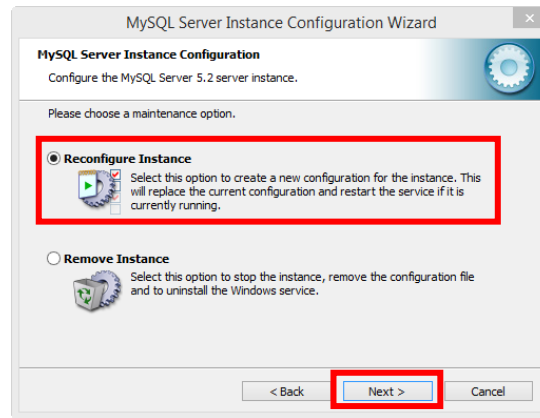 MySQL Server Instance Configuration Wizard
MySQL Server Instance Configuration
Configure the MySQL Server 5.2 server instance.
Please choose a maintenance option.
Reconfigure Instance
Select this option to create a new configuration for the instance. This
will replace the current configuration and restart the service if it is
currently running.
Remove Instance
Select this option to stop the instance, remove the configuration file
and to uninstall the Windows service.
< Back Next > Cancel